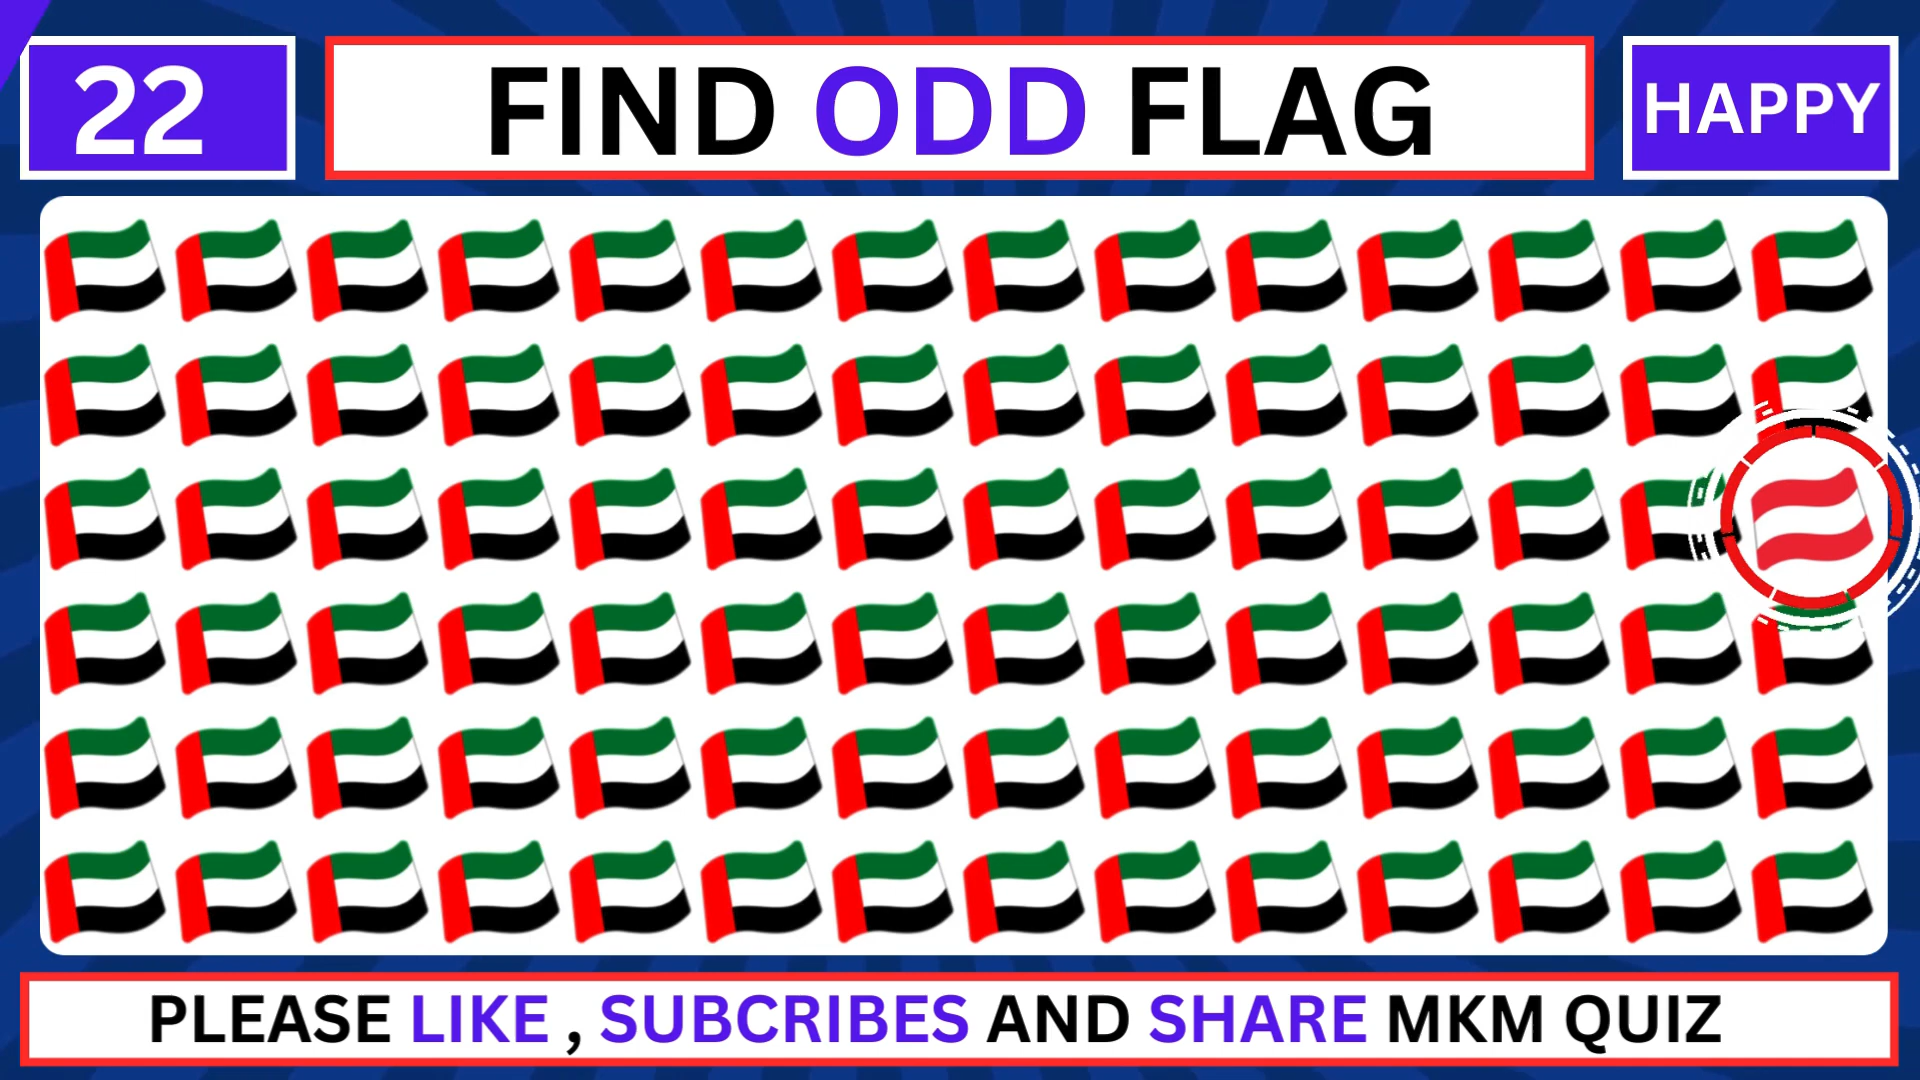 22
FIND ODD FLAG
HAPPY
PLEASE LIKE , SUBCRIBES AND SHARE MKM QUIZ